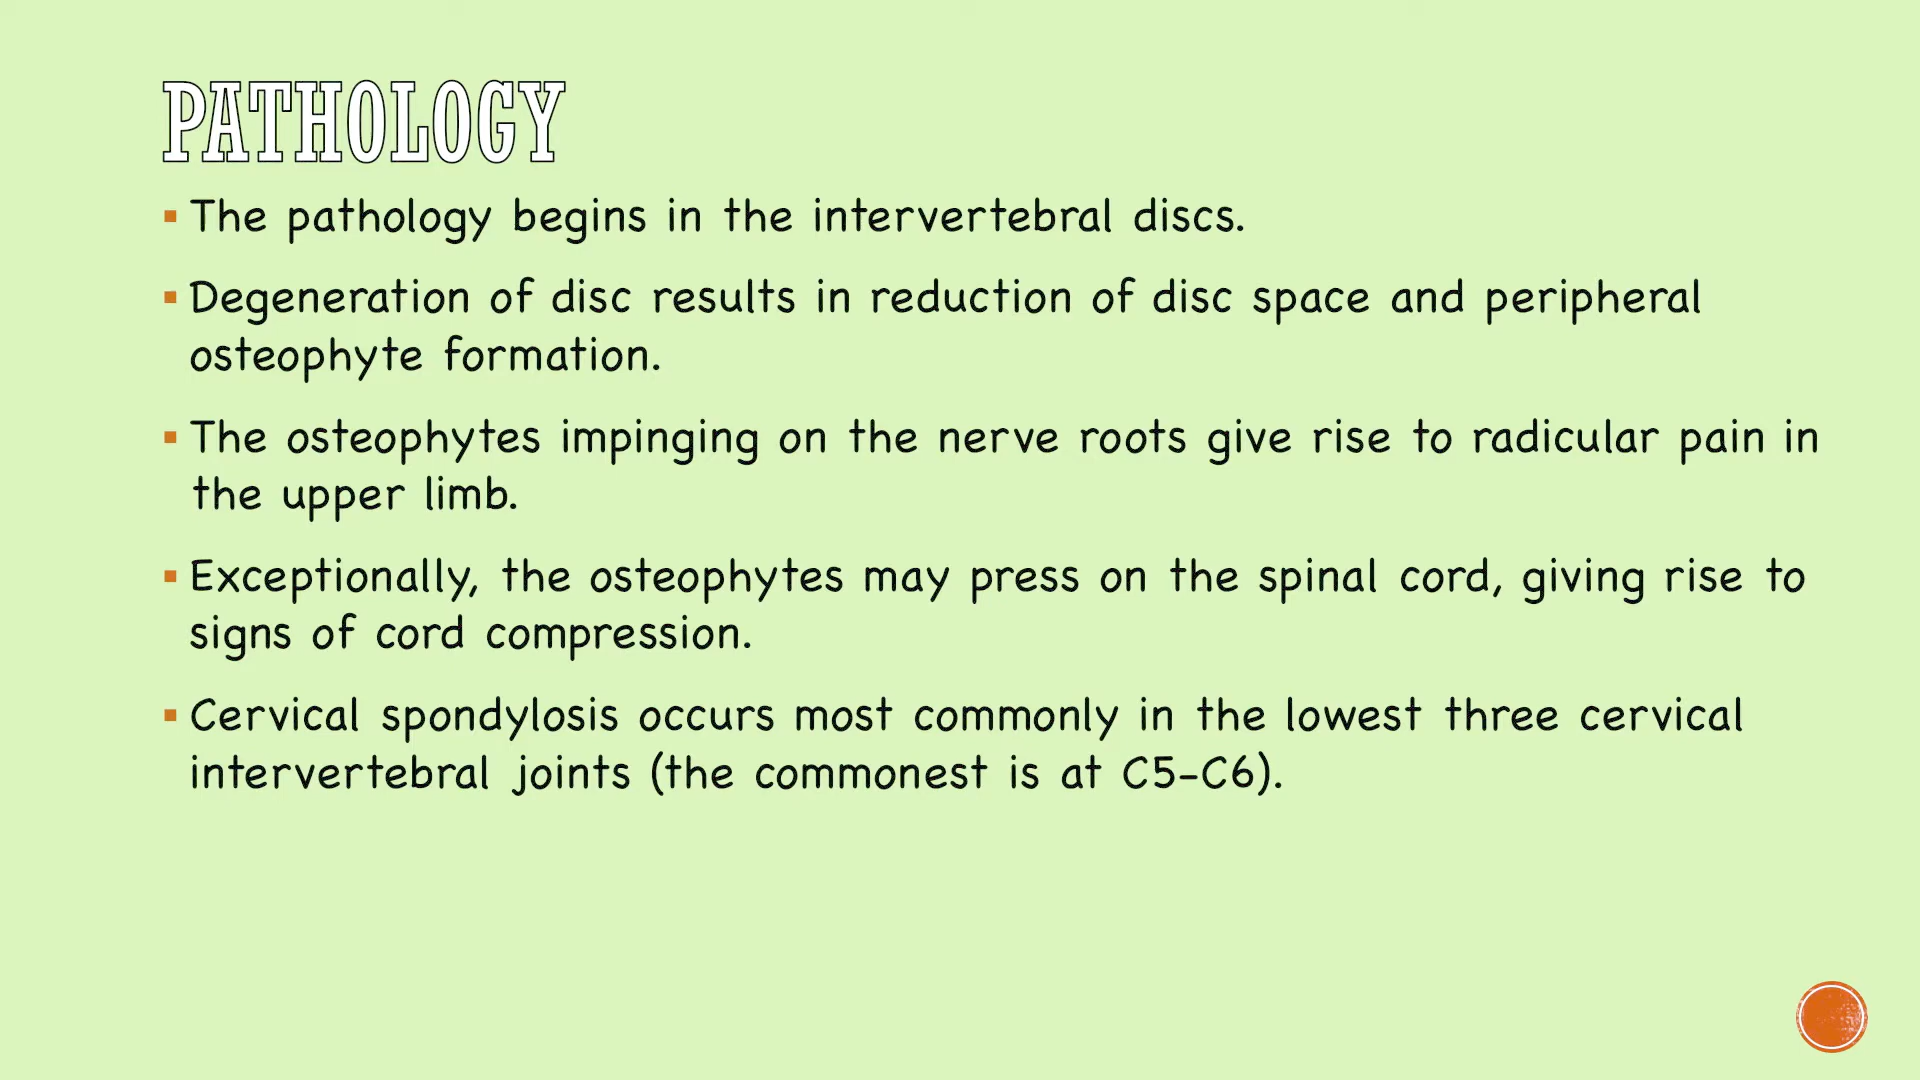 PATHOLOGY
▪ The pathology begins in the intervertebral discs.
▪ Degeneration of disc results in reduction of disc space and peripheral
osteophyte formation.
▪ The osteophytes impinging on the nerve roots give rise to radicular pain in
the upper limb.
▪ Exceptionally, the osteophytes may press on the spinal cord, giving rise to
signs of cord compression.
▪ Cervical spondylosis occurs most commonly in the lowest three cervical
intervertebral joints (the commonest is at C5–C6).